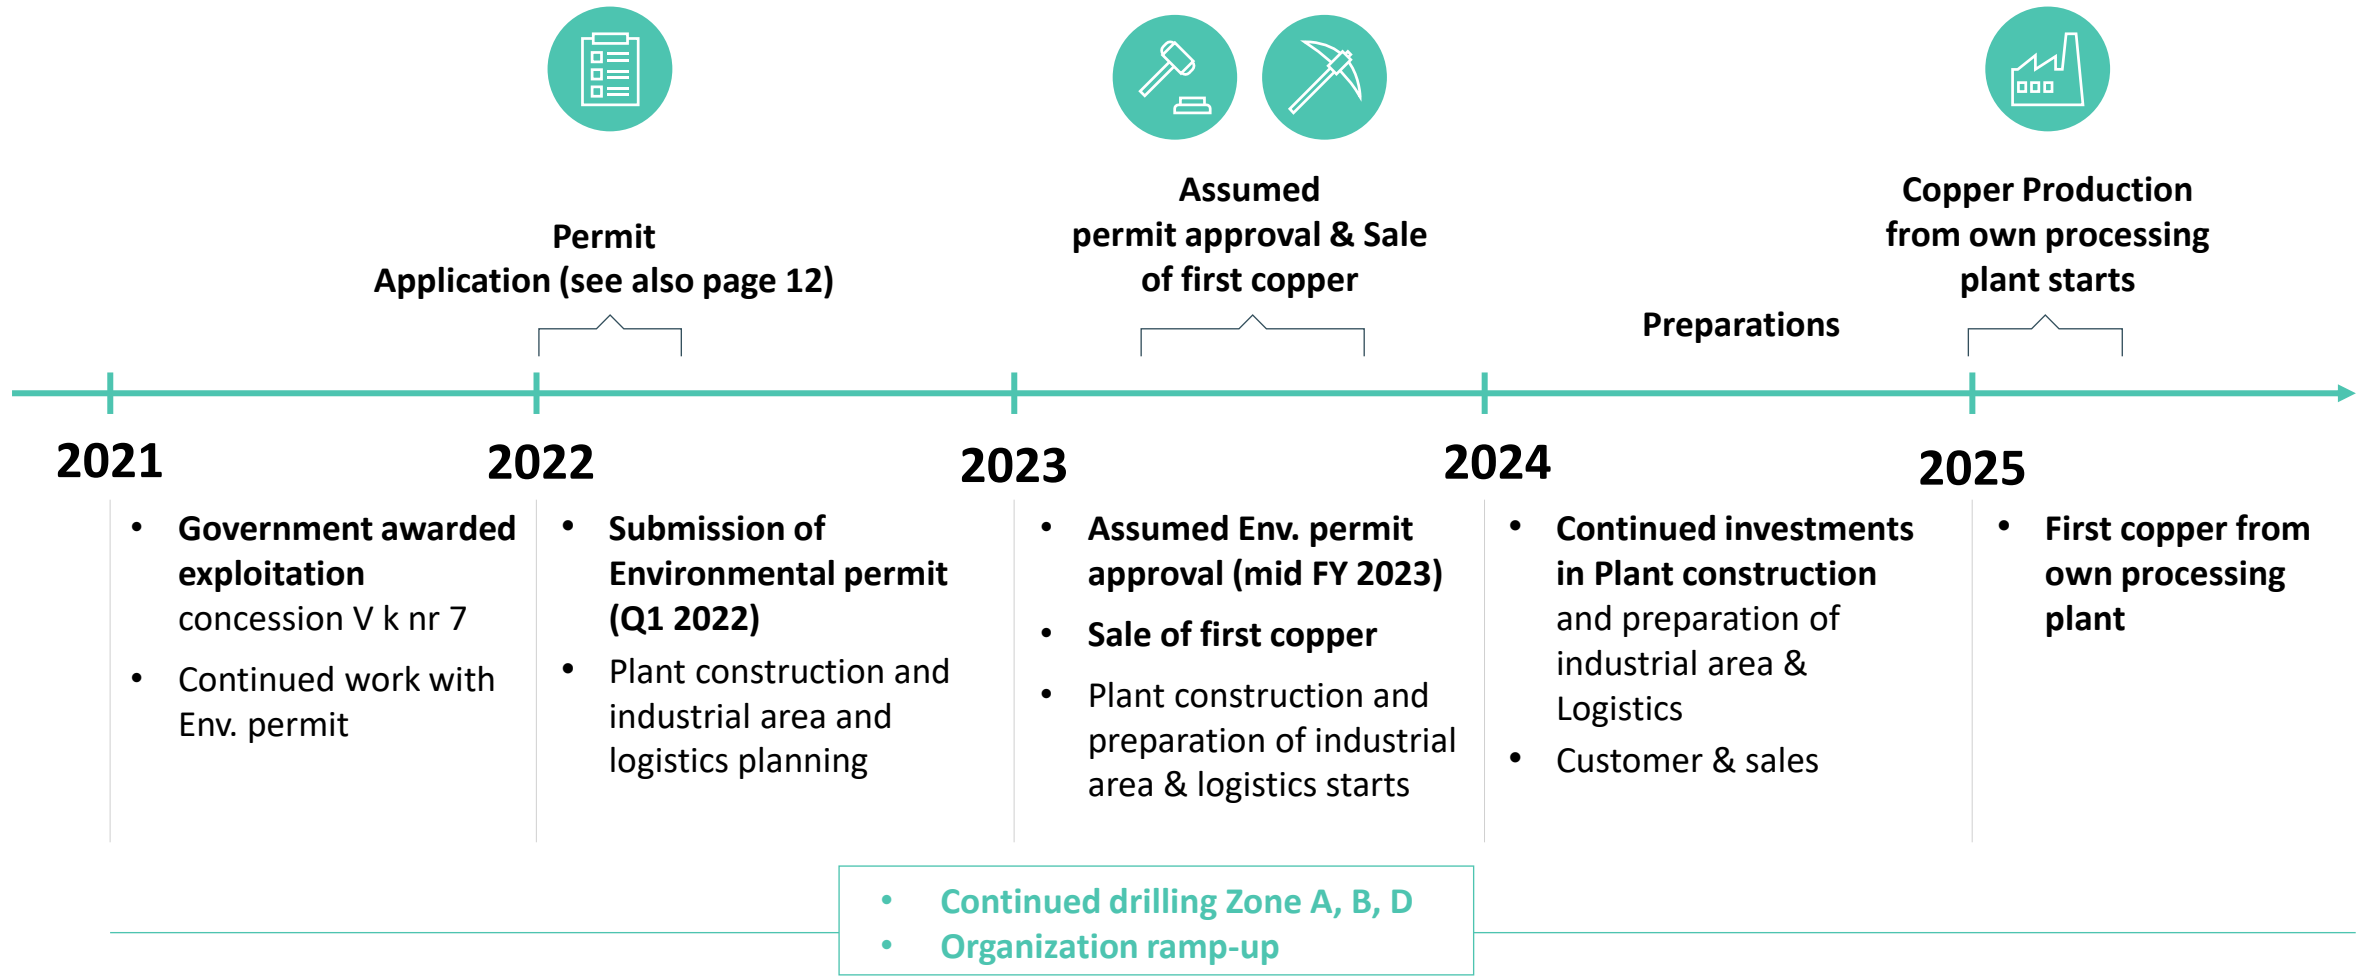 Permit
Application (see also page 12)
Assumed
permit approval & Sale
of first copper
Preparations
Copper Production
from own processing
plant starts
2021
2022
2023
2024
2025
• Government awarded
exploitation
concession V k nr 7
• Continued work with
Env. permit
• Submission of
Environmental permit
(Q1 2022)
• Plant construction and
industrial area and
logistics planning
• Assumed Env. permit
approval (mid FY 2023)
• Sale of first copper
• Plant construction and
preparation of industrial
area & logistics starts
• Continued investments
in Plant construction
and preparation of
industrial area &
Logistics
• Customer & sales
• First copper from
own processing
plant
• Continued drilling Zone A, B, D
• Organization ramp-up